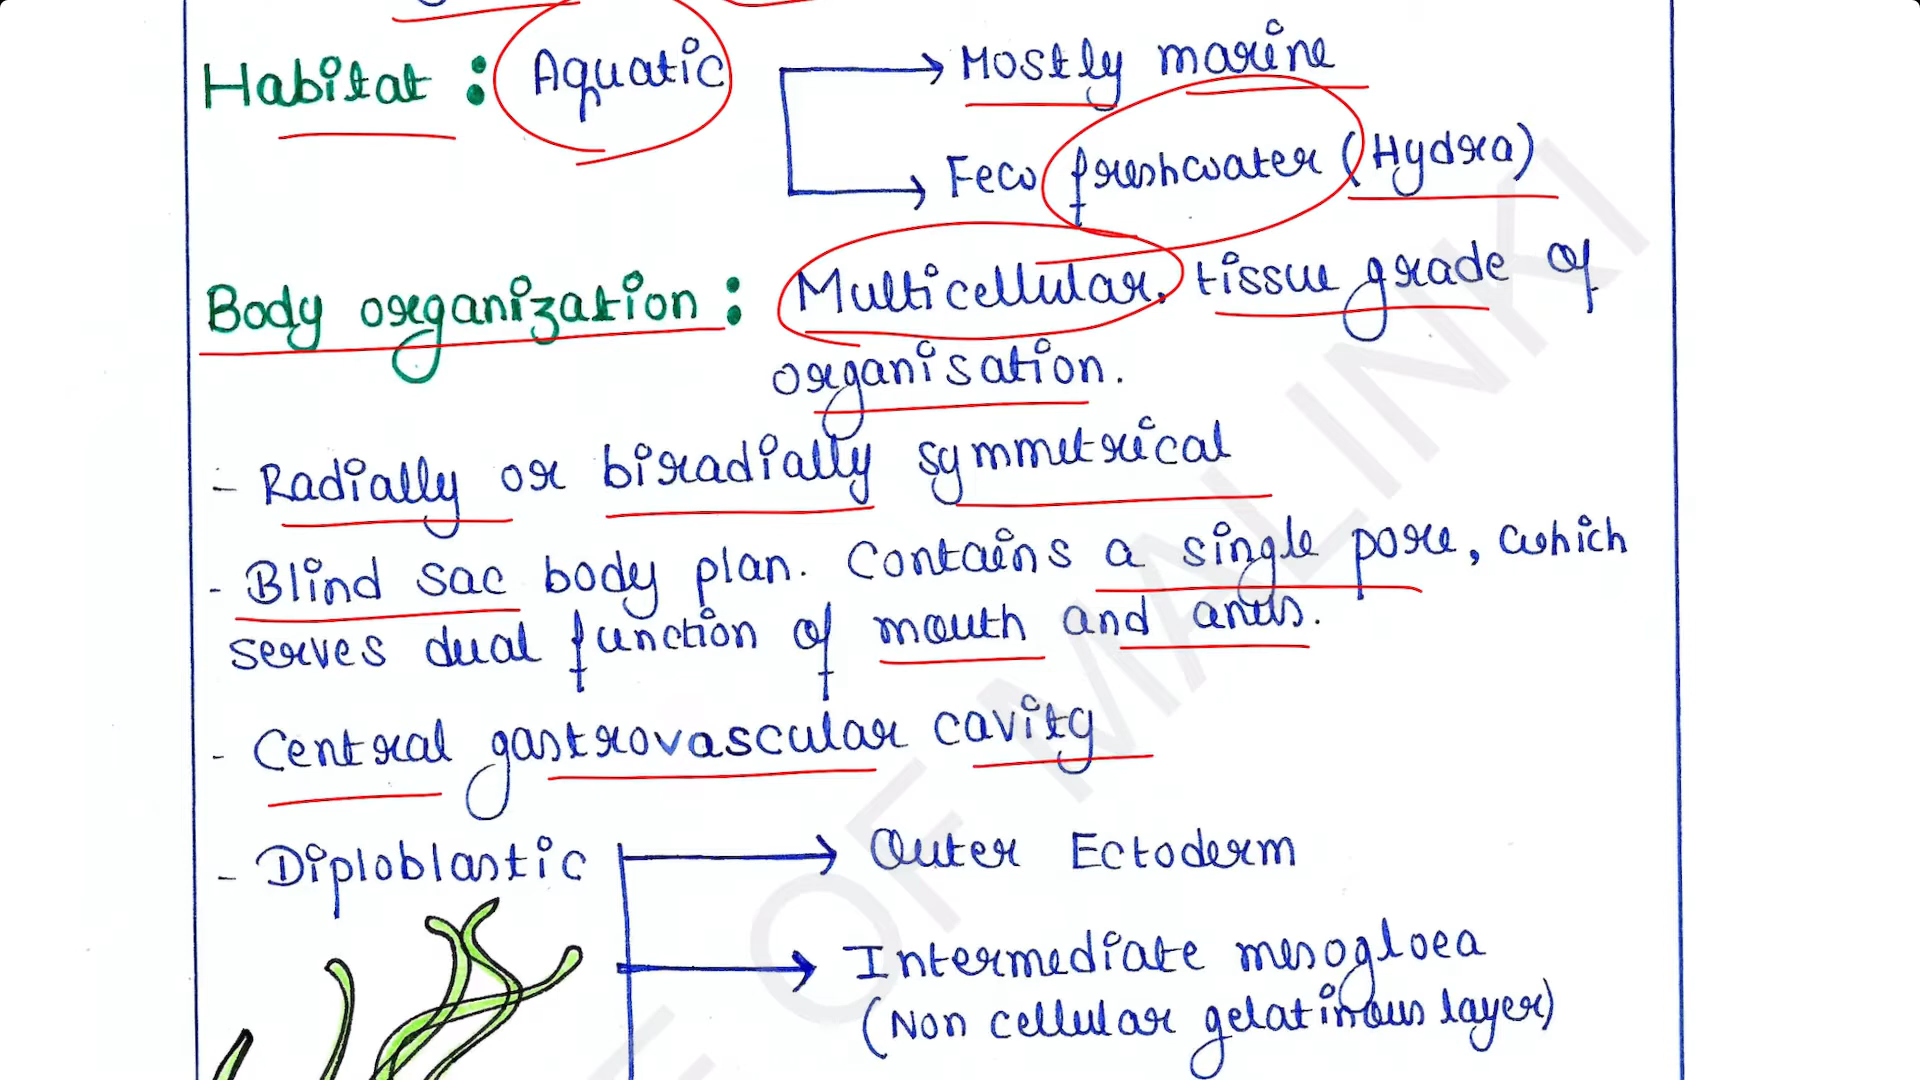 Habitat : Aquatic → Mostly marine
→ Few freshwater (Hydra)
Body organization : Multicellular, tissue grade of
organisation.
- Radially or biradially symmetrical
- Blind sac body plan. Contains a single pore, which
serves dual function of mouth and anus.
- Central gastrovascular cavity
- Diploblastic → Outer Ectoderm
→ Intermediate mesogloea
(Non cellular gelatinous layer)
OF MALINKI